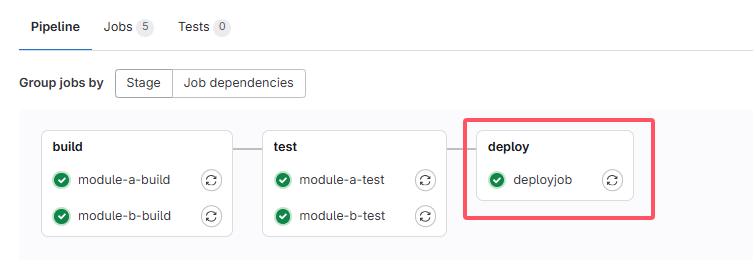 Pipeline Jobs 5 Tests 0
Group jobs by Stage Job dependencies
build
module-a-build
module-b-build
test
module-a-test
module-b-test
deploy
deployjob